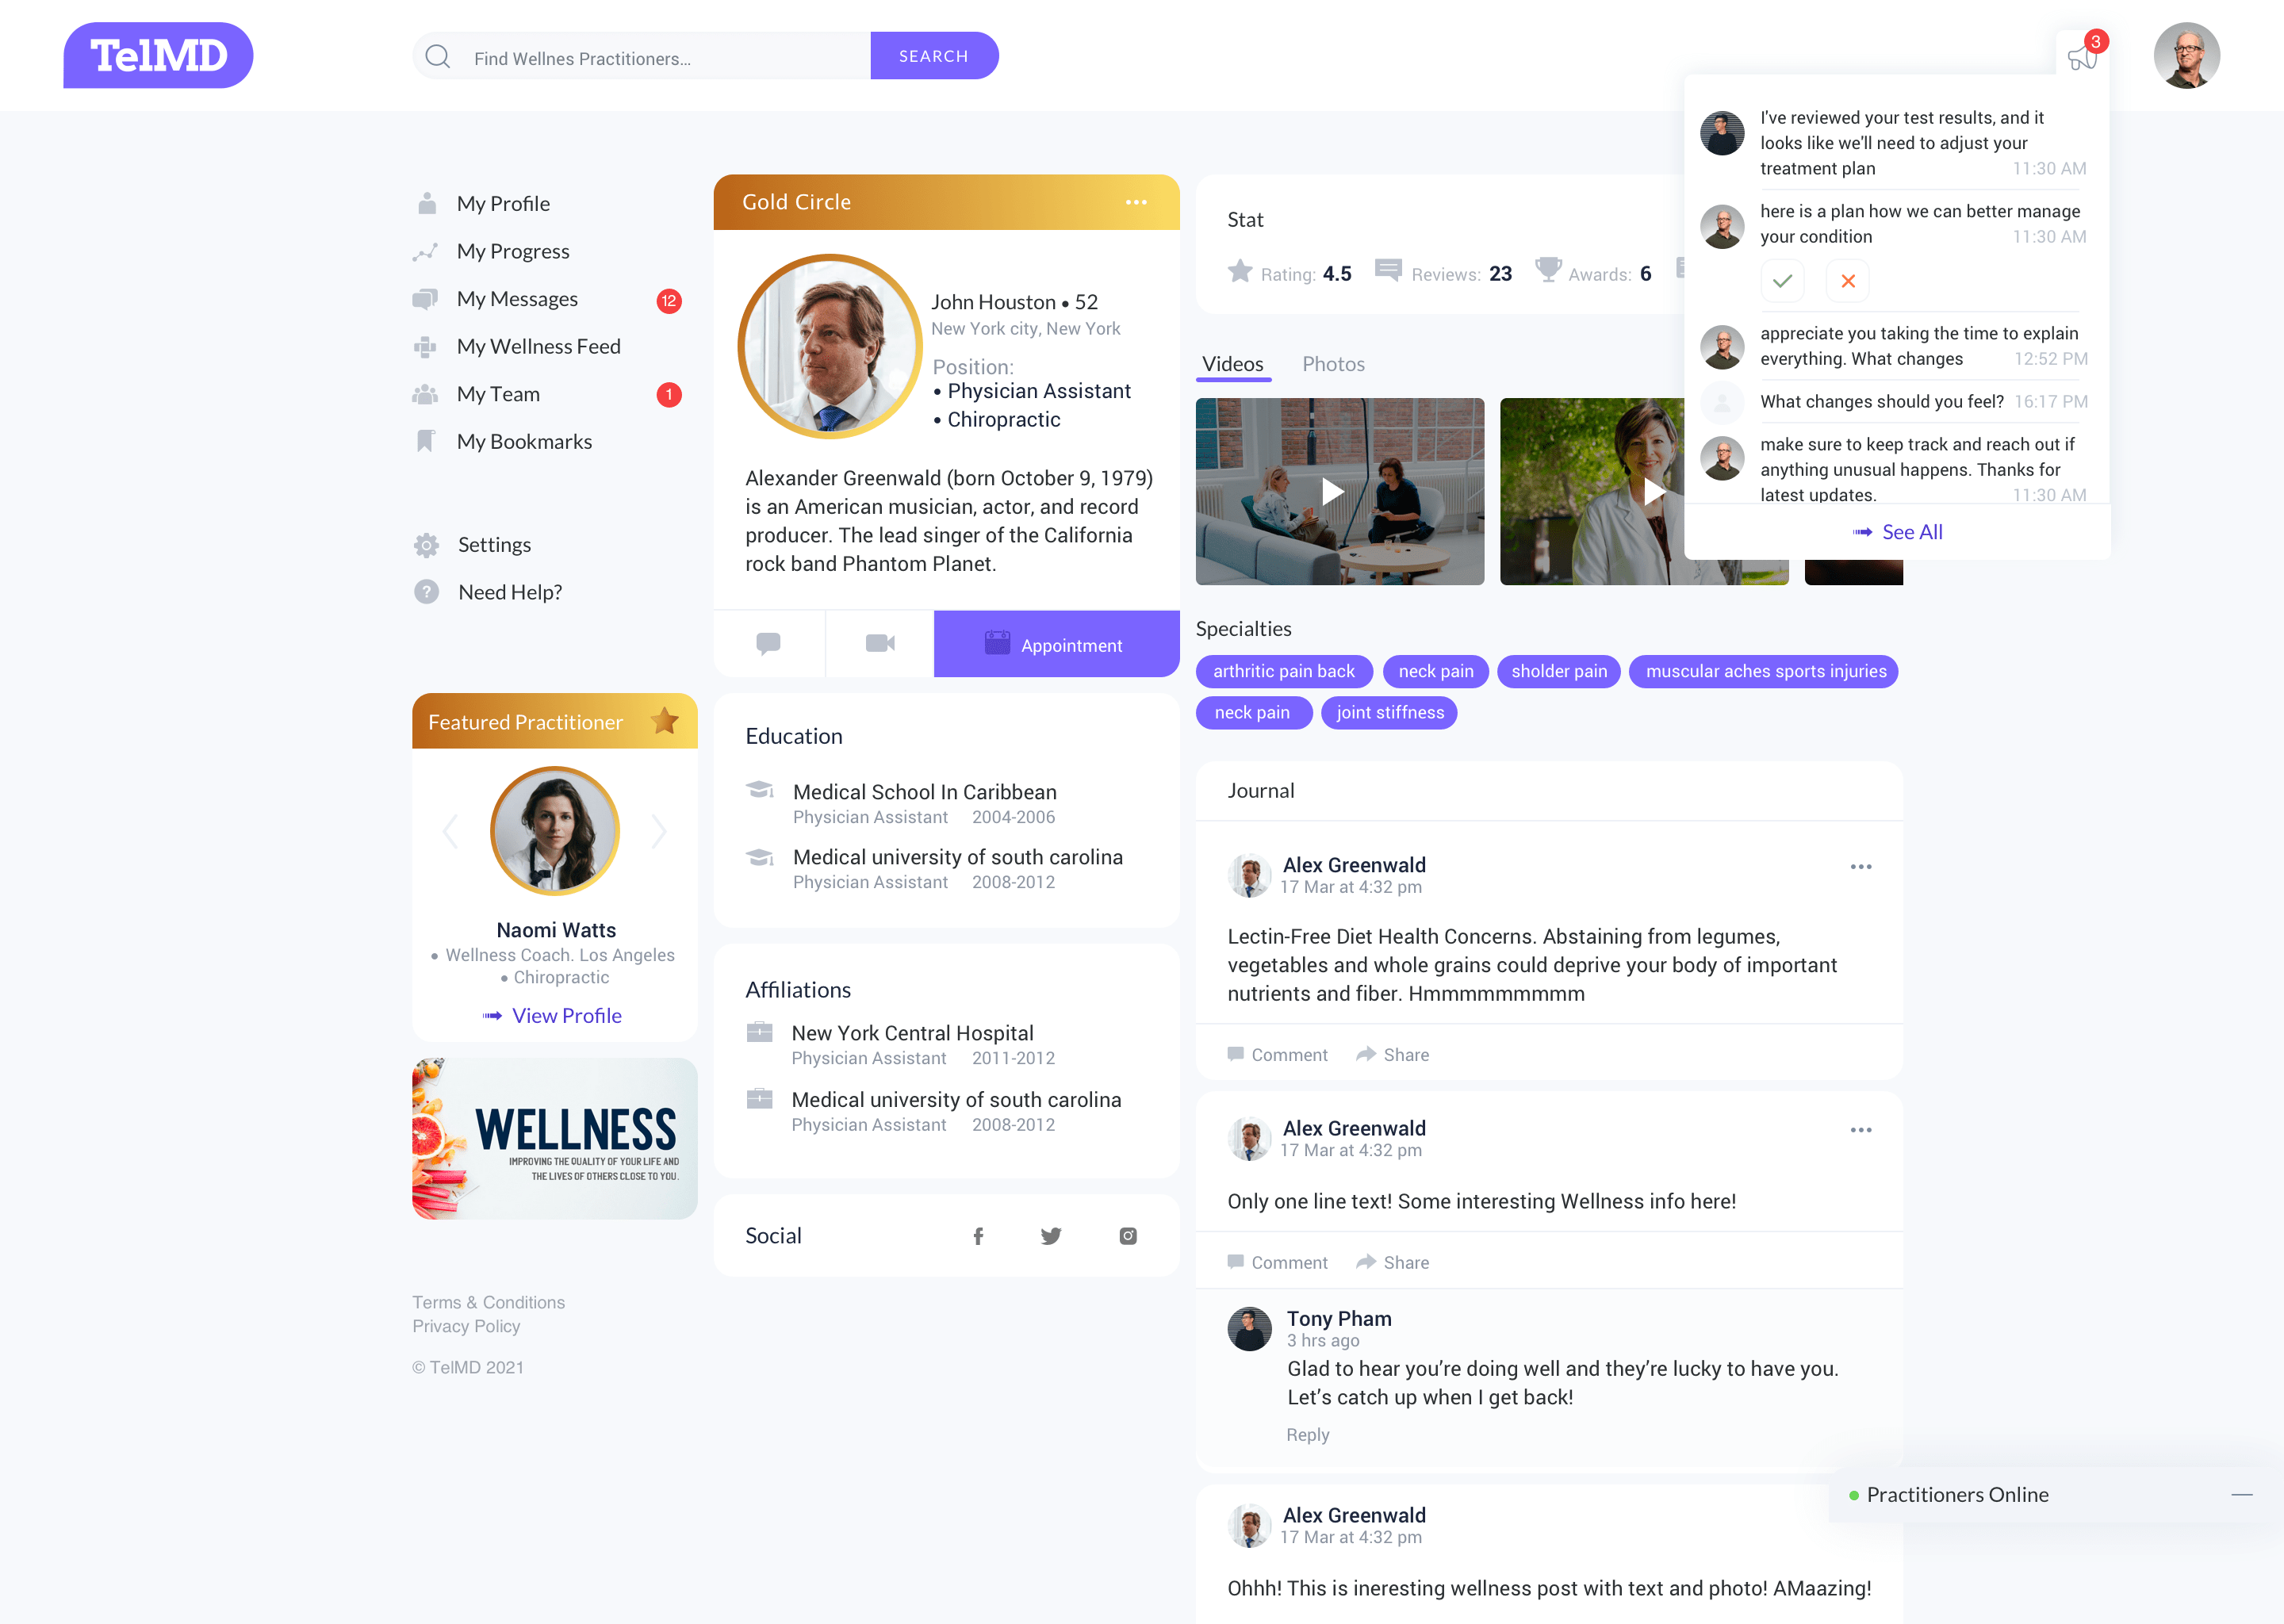 TelMD
Find Wellnes Practitioners...
SEARCH
3
I've reviewed your test results, and it
looks like we'll need to adjust your
treatment plan 11:30 AM
here is a plan how we can better manage
your condition 11:30 AM
appreciate you taking the time to explain
everything. What changes 12:52 PM
What changes should you feel? 16:17 PM
make sure to keep track and reach out if
anything unusual happens. Thanks for
latest updates. 11:30 AM
See All
My Profile
My Progress
My Messages 12
My Wellness Feed
My Team 1
My Bookmarks
Settings
? Need Help?
Featured Practitioner
Naomi Watts
• Wellness Coach. Los Angeles
• Chiropractic
View Profile
WELLNESS
IMPROVING THE QUALITY OF YOUR LIFE AND
THE LIVES OF OTHERS CLOSE TO YOU.
Terms & Conditions
Privacy Policy
© TelMD 2021
Gold Circle
John Houston • 52
New York city, New York
Position:
• Physician Assistant
• Chiropractic
Alexander Greenwald (born October 9, 1979)
is an American musician, actor, and record
producer. The lead singer of the California
rock band Phantom Planet.
Appointment
Education
Medical School In Caribbean
Physician Assistant 2004-2006
Medical university of south carolina
Physician Assistant 2008-2012
Affiliations
New York Central Hospital
Physician Assistant 2011-2012
Medical university of south carolina
Physician Assistant 2008-2012
Social
Stat
Rating: 4.5 Reviews: 23 Awards: 6
Videos Photos
Specialties
arthritic pain back neck pain sholder pain muscular aches sports injuries
neck pain joint stiffness
Journal
Alex Greenwald
17 Mar at 4:32 pm
Lectin-Free Diet Health Concerns. Abstaining from legumes,
vegetables and whole grains could deprive your body of important
nutrients and fiber. Hmmmmmmmmm
Comment Share
Alex Greenwald
17 Mar at 4:32 pm
Only one line text! Some interesting Wellness info here!
Comment Share
Tony Pham
3 hrs ago
Glad to hear you’re doing well and they’re lucky to have you.
Let’s catch up when I get back!
Reply
Alex Greenwald
17 Mar at 4:32 pm
Ohhh! This is ineresting wellness post with text and photo! AMaazing!
Practitioners Online